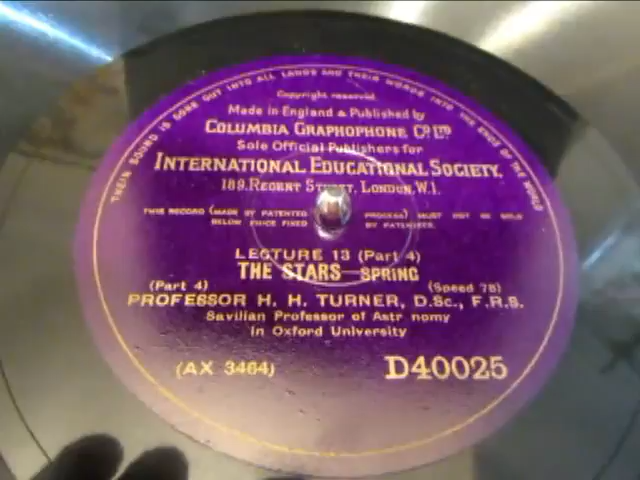 THEIR SOUND IS GONE OUT INTO ALL LANDS AND THEIR WORDS INTO THE ENDS OF THE WORLD
Copyright reserved
Made in England & Published by
COLUMBIA GRAPHOPHONE CO LTD
Sole Official Publishers for
INTERNATIONAL EDUCATIONAL SOCIETY,
189, REGENT STREET, LONDON, W.1.
THIS RECORD (MADE BY PATENTED PROCESS) MUST NOT BE SOLD
BELOW PRICE FIXED BY PATENTEES.
LECTURE 13 (Part 4)
THE STARS—SPRING
(Part 4) (Speed 78)
PROFESSOR H. H. TURNER, D.Sc., F.R.S.
Savilian Professor of Astr nomy
in Oxford University
(AX 3464) D40025